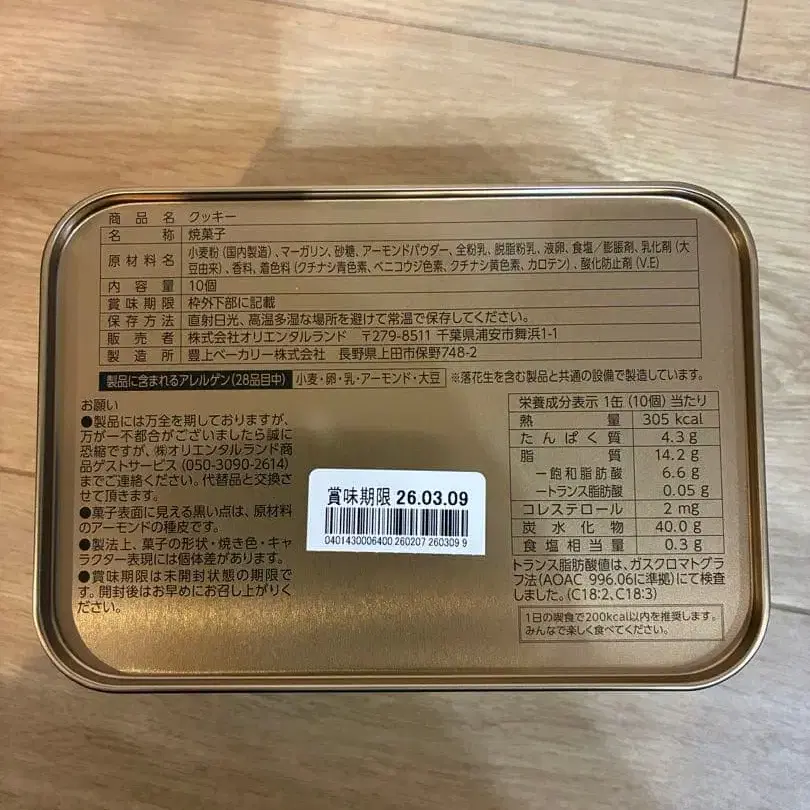 商品名 クッキー
名称 焼菓子
原材料名 小麦粉(国内製造)、マーガリン、砂糖、アーモンドパウダー、全粉乳、脱脂粉乳、液卵、食塩/膨脹剤、乳化剤(大
豆由来)、香料、着色料(クチナシ青色素、ベニコウジ色素、クチナシ黄色素、カロテン)、酸化防止剤(V.E)
内容量 10個
賞味期限 枠外下部に記載
保存方法 直射日光、高温多湿な場所を避けて常温で保存してください。
販売者 株式会社オリエンタルランド 〒279-8511 千葉県浦安市舞浜1-1
製造所 豊上ベーカリー株式会社 長野県上田市保野748-2
製品に含まれるアレルゲン(28品目中) 小麦・卵・乳・アーモンド・大豆 ※落花生を含む製品と共通の設備で製造しています。
お願い
●製品には万全を期しておりますが、
万が一不都合がございましたら誠に
恐縮ですが、㈱オリエンタルランド商
品ゲストサービス(050-3090-2614)
までご連絡ください。代替品と交換さ
せて頂きます。
●菓子表面に見える黒い点は、原材料
のアーモンドの種皮です。
●製法上、菓子の形状・焼き色・キャ
ラクター表現には個体差があります。
●賞味期限は未開封状態の期限で
す。開封後はお早めにお召し上がりく
ださい。
賞味期限 26.03.09
0401430006400 260207 260309 9
栄養成分表示 1缶(10個)当たり
熱量 305 kcal
たんぱく質 4.3 g
脂質 14.2 g
ー飽和脂肪酸 6.6 g
ートランス脂肪酸 0.05 g
コレステロール 2 mg
炭水化物 40.0 g
食塩相当量 0.3 g
トランス脂肪酸値は、ガスクロマトグラ
フ法(AOAC 996.06に準拠)にて検査
しました。(C18:2、C18:3)
1日の喫食で200kcal以内を推奨します。
みんなで楽しく食べてください。